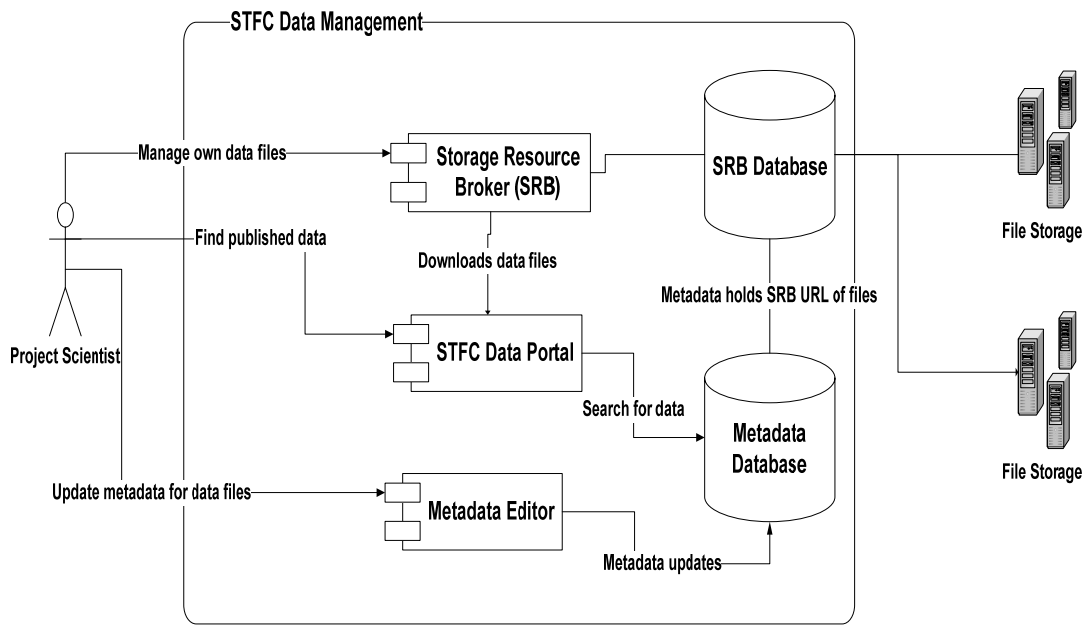 STFC Data Management
Manage own data files
Storage Resource
Broker (SRB)
SRB Database
File Storage
Find published data
Downloads data files
Metadata holds SRB URL of files
Project Scientist
STFC Data Portal
Search for data
Metadata
Database
File Storage
Update metadata for data files
Metadata Editor
Metadata updates